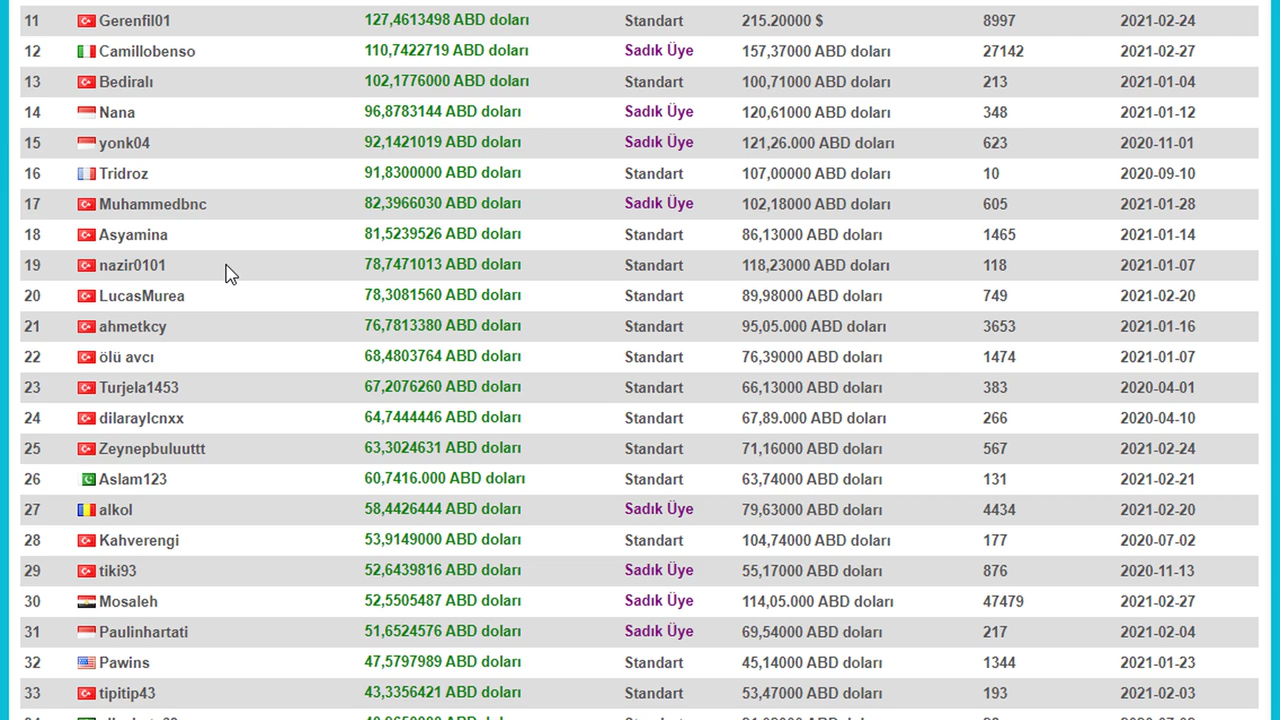 11 Gerenfil01 127,4613498 ABD doları Standart 215.20000 $ 8997 2021-02-24
12 Camillobenso 110,7422719 ABD doları Sadık Üye 157,37000 ABD doları 27142 2021-02-27
13 Bediralı 102,1776000 ABD doları Standart 100,71000 ABD doları 213 2021-01-04
14 Nana 96,8783144 ABD doları Sadık Üye 120,61000 ABD doları 348 2021-01-12
15 yonk04 92,1421019 ABD doları Sadık Üye 121,26.000 ABD doları 623 2020-11-01
16 Tridroz 91,8300000 ABD doları Standart 107,00000 ABD doları 10 2020-09-10
17 Muhammedbnc 82,3966030 ABD doları Sadık Üye 102,18000 ABD doları 605 2021-01-28
18 Asyamina 81,5239526 ABD doları Standart 86,13000 ABD doları 1465 2021-01-14
19 nazir0101 78,7471013 ABD doları Standart 118,23000 ABD doları 118 2021-01-07
20 LucasMurea 78,3081560 ABD doları Standart 89,98000 ABD doları 749 2021-02-20
21 ahmetkcy 76,7813380 ABD doları Standart 95,05.000 ABD doları 3653 2021-01-16
22 ölü avcı 68,4803764 ABD doları Standart 76,39000 ABD doları 1474 2021-01-07
23 Turjela1453 67,2076260 ABD doları Standart 66,13000 ABD doları 383 2020-04-01
24 dilaraylcnxx 64,7444446 ABD doları Standart 67,89.000 ABD doları 266 2020-04-10
25 Zeynepbuluuttt 63,3024631 ABD doları Standart 71,16000 ABD doları 567 2021-02-24
26 Aslam123 60,7416.000 ABD doları Standart 63,74000 ABD doları 131 2021-02-21
27 alkol 58,4426444 ABD doları Sadık Üye 79,63000 ABD doları 4434 2021-02-20
28 Kahverengi 53,9149000 ABD doları Standart 104,74000 ABD doları 177 2020-07-02
29 tiki93 52,6439816 ABD doları Sadık Üye 55,17000 ABD doları 876 2020-11-13
30 Mosaleh 52,5505487 ABD doları Sadık Üye 114,05.000 ABD doları 47479 2021-02-27
31 Paulinhartati 51,6524576 ABD doları Sadık Üye 69,54000 ABD doları 217 2021-02-04
32 Pawins 47,5797989 ABD doları Standart 45,14000 ABD doları 1344 2021-01-23
33 tipitip43 43,3356421 ABD doları Standart 53,47000 ABD doları 193 2021-02-03